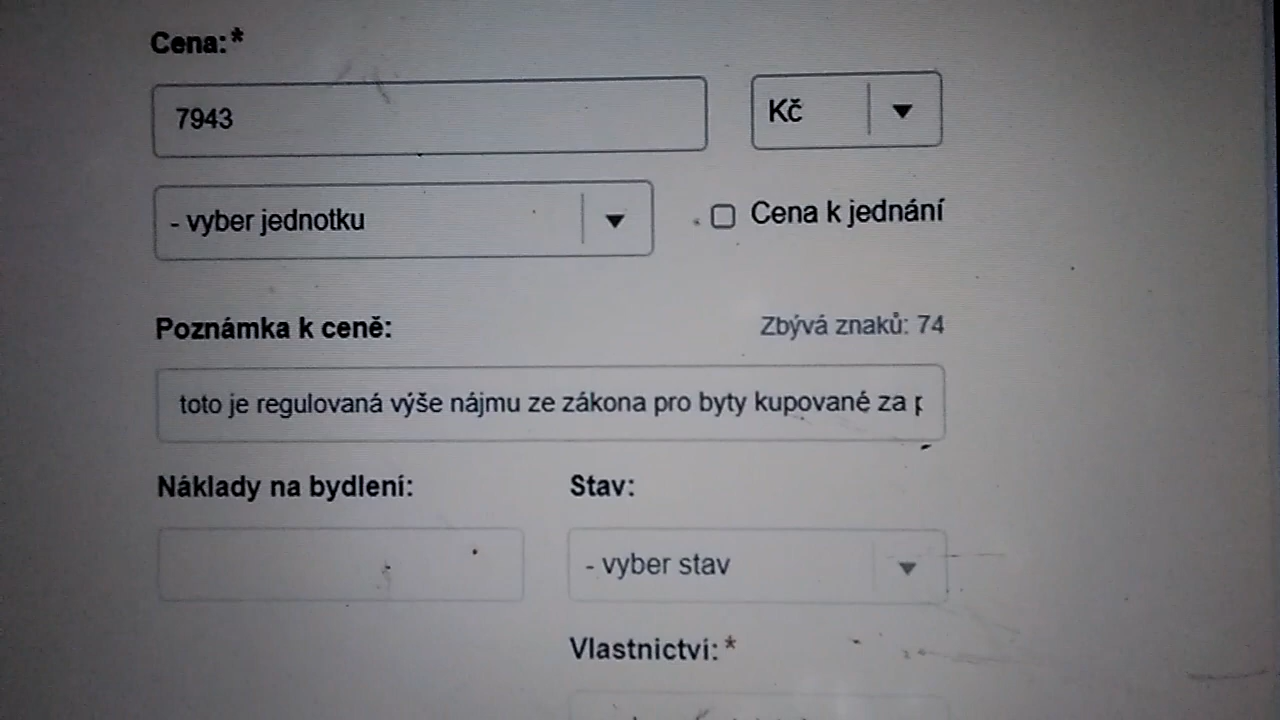 Cena:*
7943
Kč
- vyber jednotku
Cena k jednání
Poznámka k ceně:
Zbývá znaků: 74
toto je regulovaná výše nájmu ze zákona pro byty kupované za
Náklady na bydlení:
Stav:
- vyber stav
Vlastnictví: *